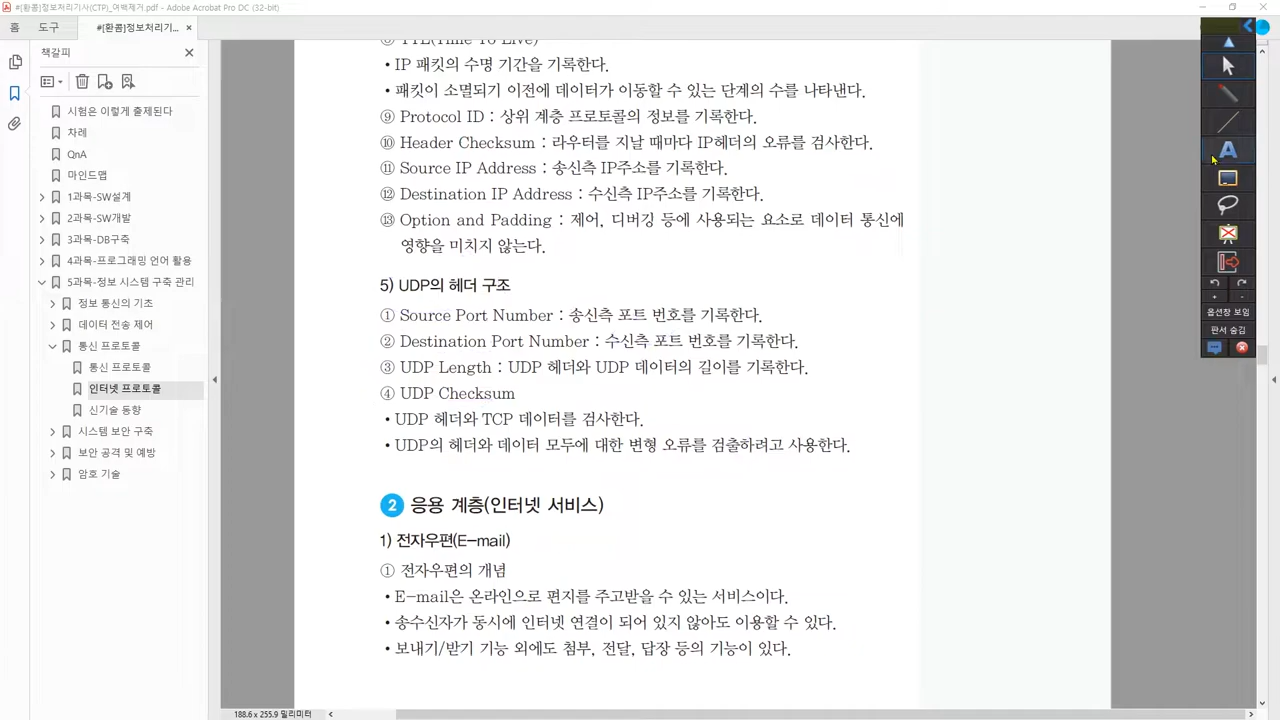 #[환콤]정보처리기사(CTP)_여백제거.pdf - Adobe Acrobat Pro DC (32-bit)
홈 도구 #[환콤]정보처리기... ×
책갈피
시험은 이렇게 출제된다
차례
QnA
마인드맵
1과목-SW설계
2과목-SW개발
3과목-DB구축
4과목-프로그래밍 언어 활용
5과목-정보 시스템 구축 관리
정보 통신의 기초
데이터 전송 제어
통신 프로토콜
통신 프로토콜
인터넷 프로토콜
신기술 동향
시스템 보안 구축
보안 공격 및 예방
암호 기술
• IP 패킷의 수명 기간을 기록한다.
• 패킷이 소멸되기 이전에 데이터가 이동할 수 있는 단계의 수를 나타낸다.
⑨ Protocol ID : 상위 계층 프로토콜의 정보를 기록한다.
⑩ Header Checksum : 라우터를 지날 때마다 IP헤더의 오류를 검사한다.
⑪ Source IP Address : 송신측 IP주소를 기록한다.
⑫ Destination IP Address : 수신측 IP주소를 기록한다.
⑬ Option and Padding : 제어, 디버깅 등에 사용되는 요소로 데이터 통신에
영향을 미치지 않는다.
5) UDP의 헤더 구조
① Source Port Number : 송신측 포트 번호를 기록한다.
② Destination Port Number : 수신측 포트 번호를 기록한다.
③ UDP Length : UDP 헤더와 UDP 데이터의 길이를 기록한다.
④ UDP Checksum
• UDP 헤더와 TCP 데이터를 검사한다.
• UDP의 헤더와 데이터 모두에 대한 변형 오류를 검출하려고 사용한다.
2 응용 계층(인터넷 서비스)
1) 전자우편(E-mail)
① 전자우편의 개념
• E-mail은 온라인으로 편지를 주고받을 수 있는 서비스이다.
• 송수신자가 동시에 인터넷 연결이 되어 있지 않아도 이용할 수 있다.
• 보내기/받기 기능 외에도 첨부, 전달, 답장 등의 기능이 있다.
188.6 x 255.9 밀리미터
옵션창 보임
판서 숨김